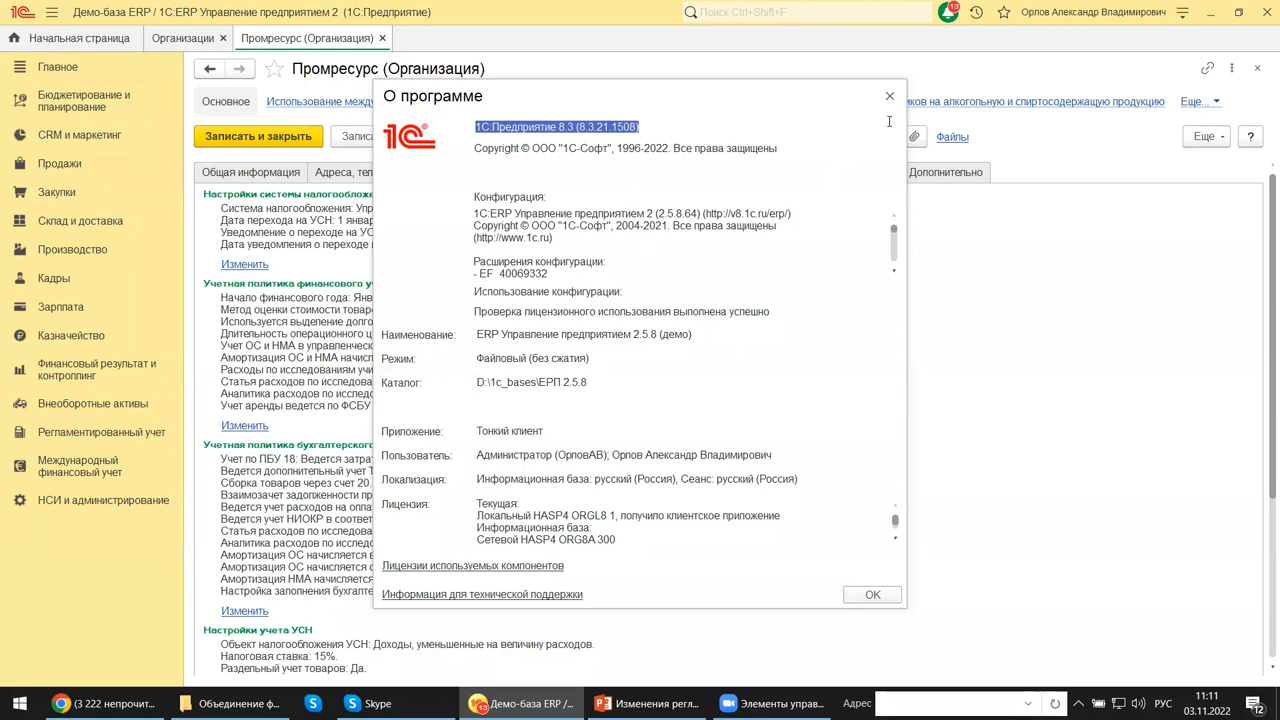 Демо-база ERP / 1С:ERP Управление предприятием 2 (1С:Предприятие)
Поиск Ctrl+Shift+F
13
Орлов Александр Владимирович
Начальная страница
Организации
Промресурс (Организация)
Главное
Бюджетирование и
планирование
CRM и маркетинг
Продажи
Закупки
Склад и доставка
Производство
Кадры
Зарплата
Казначейство
Финансовый результат и
контроллинг
Внеоборотные активы
Регламентированный учет
Международный
финансовый учет
НСИ и администрирование
Промресурс (Организация)
Основное
Использование между
иков на алкогольную и спиртосодержащую продукцию
Еще...
Записать и закрыть
Записа
Файлы
Еще
?
Общая информация
Адреса, тел
Дополнительно
Настройки системы налогообложе
Система налогообложения: Упр
Дата перехода на УСН: 1 январ
Уведомление о переходе на УС
Дата уведомления о переходе н
Изменить
Учетная политика финансового у
Начало финансового года: Янв
Метод оценки стоимости товар
Используется выделение долго
Длительность операционного ц
Учет ОС и НМА в управленческ
Амортизация ОС и НМА начисл
Расходы по исследованиям учи
Статья расходов по исследова
Аналитика расходов по исслед
Учет аренды ведется по ФСБУ
Изменить
Учетная политика бухгалтерского
Учет по ПБУ 18: Ведется затра
Ведется дополнительный учет Т
Сборка товаров через счет 20.
Взаимозачет задолженности пр
Ведется учет расходов на опла
Ведется учет НИОКР в соответ
Статья расходов по исследова
Аналитика расходов по исслед
Амортизация ОС начисляется в
Амортизация ОС начисляется с
Амортизация НМА начисляется
Настройка заполнения бухгалте
Изменить
Настройки учета УСН
Объект налогообложения УСН: Доходы, уменьшенные на величину расходов.
Налоговая ставка: 15%.
Раздельный учет товаров: Да.
О программе
1С
1С:Предприятие 8.3 (8.3.21.1508)
Copyright © ООО "1С-Софт", 1996-2022. Все права защищены
Конфигурация:
1С:ERP Управление предприятием 2 (2.5.8.64) (http://v8.1c.ru/erp/)
Copyright © ООО "1С-Софт", 2004-2021. Все права защищены
(http://www.1c.ru)
Расширения конфигурации:
- EF_40069332
Использование конфигурации:
Проверка лицензионного использования выполнена успешно
Наименование: ERP Управление предприятием 2.5.8 (демо)
Режим: Файловый (без сжатия)
Каталог: D:\1c_bases\ЕРП 2.5.8
Приложение: Тонкий клиент
Пользователь: Администратор (ОрловАВ); Орлов Александр Владимирович
Локализация: Информационная база: русский (Россия), Сеанс: русский (Россия)
Лицензия: Текущая:
Локальный HASP4 ORGL8 1, получило клиентское приложение
Информационная база:
Сетевой HASP4 ORG8A 300
Лицензии используемых компонентов
Информация для технической поддержки
OK
(3 222 непрочит...
Объединение ф...
Skype
13
Демо-база ERP /...
Изменения регл...
Элементы управ...
Адрес
РУС
11:11
03.11.2022
12